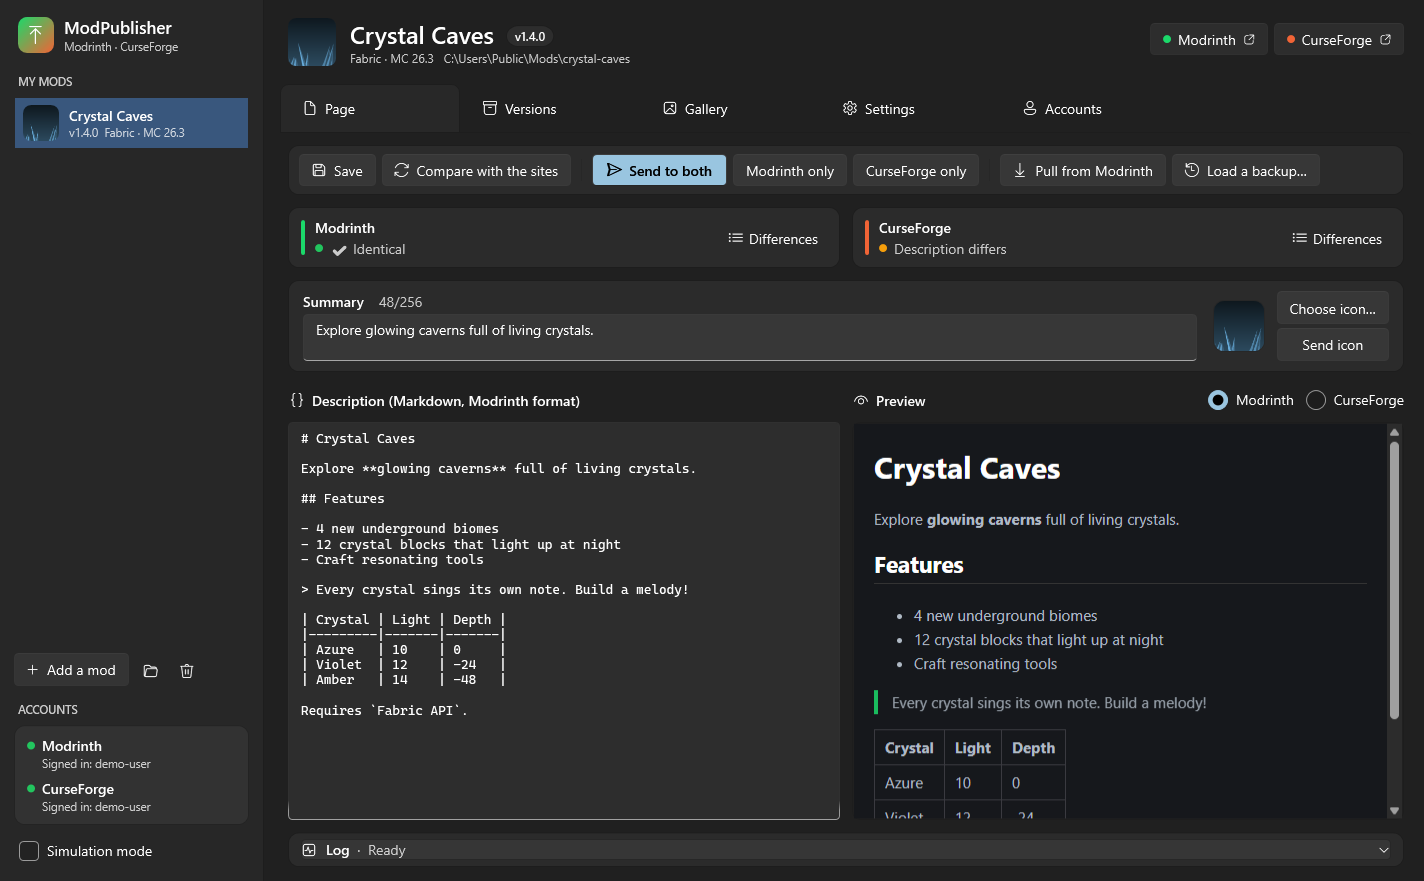 ModPublisher
Modrinth · CurseForge
MY MODS
Crystal Caves
v1.4.0 Fabric · MC 26.3
Add a mod
ACCOUNTS
Modrinth
Signed in: demo-user
CurseForge
Signed in: demo-user
Simulation mode
Crystal Caves v1.4.0
Fabric · MC 26.3 C:\Users\Public\Mods\crystal-caves
Modrinth
CurseForge
Page
Versions
Gallery
Settings
Accounts
Save
Compare with the sites
Send to both
Modrinth only
CurseForge only
Pull from Modrinth
Load a backup...
Modrinth
Identical
Differences
CurseForge
Description differs
Differences
Summary 48/256
Explore glowing caverns full of living crystals.
Choose icon...
Send icon
{} Description (Markdown, Modrinth format)
# Crystal Caves
Explore **glowing caverns** full of living crystals.
## Features
- 4 new underground biomes
- 12 crystal blocks that light up at night
- Craft resonating tools
> Every crystal sings its own note. Build a melody!
| Crystal | Light | Depth |
|---------|-------|-------|
| Azure   | 10    | 0     |
| Violet  | 12    | -24   |
| Amber   | 14    | -48   |
Requires `Fabric API`.
Preview
Modrinth
CurseForge
Crystal Caves
Explore glowing caverns full of living crystals.
Features
• 4 new underground biomes
• 12 crystal blocks that light up at night
• Craft resonating tools
Every crystal sings its own note. Build a melody!
Crystal Light Depth
Azure 10 0
Violet 12 -24
Log · Ready